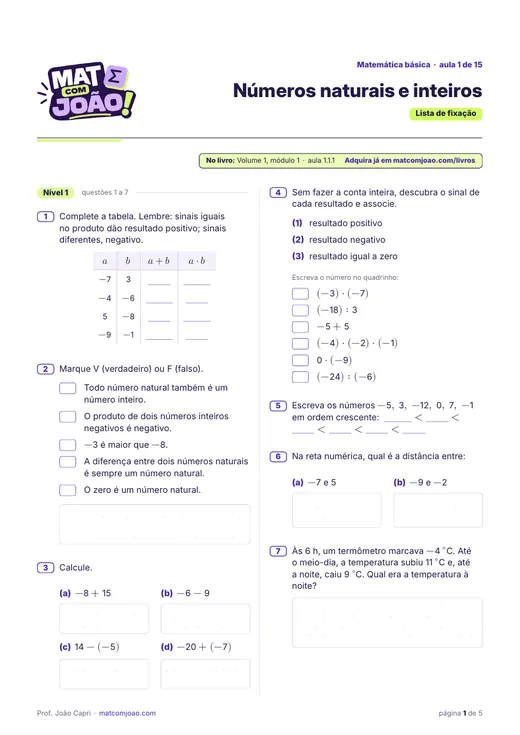 MAT Σ
COM
JOÃO!
Matemática básica · aula 1 de 15
Números naturais e inteiros
Lista de fixação
No livro: Volume 1, módulo 1 · aula 1.1.1 Adquira já em matcomjoao.com/livros
Nível 1 questões 1 a 7
1 Complete a tabela. Lembre: sinais iguais
no produto dão resultado positivo; sinais
diferentes, negativo.
a b a + b a · b
−7 3 ____ ____
−4 −6 ____ ____
5 −8 ____ ____
−9 −1 ____ ____
2 Marque V (verdadeiro) ou F (falso).
Todo número natural também é um
número inteiro.
O produto de dois números inteiros
negativos é negativo.
−3 é maior que −8.
A diferença entre dois números naturais
é sempre um número natural.
O zero é um número natural.
3 Calcule.
(a) −8 + 15 (b) −6 − 9
(c) 14 − (−5) (d) −20 + (−7)
4 Sem fazer a conta inteira, descubra o sinal de
cada resultado e associe.
(1) resultado positivo
(2) resultado negativo
(3) resultado igual a zero
Escreva o número no quadrinho:
(−3) · (−7)
(−18) : 3
−5 + 5
(−4) · (−2) · (−1)
0 · (−9)
(−24) : (−6)
5 Escreva os números −5, 3, −12, 0, 7, −1
em ordem crescente: ____ < ____ <
____ < ____ < ____ < ____
6 Na reta numérica, qual é a distância entre:
(a) −7 e 5 (b) −9 e −2
7 Às 6 h, um termômetro marcava −4 °C. Até
o meio-dia, a temperatura subiu 11 °C e, até
a noite, caiu 9 °C. Qual era a temperatura à
noite?
Prof. João Capri · matcomjoao.com página 1 de 5